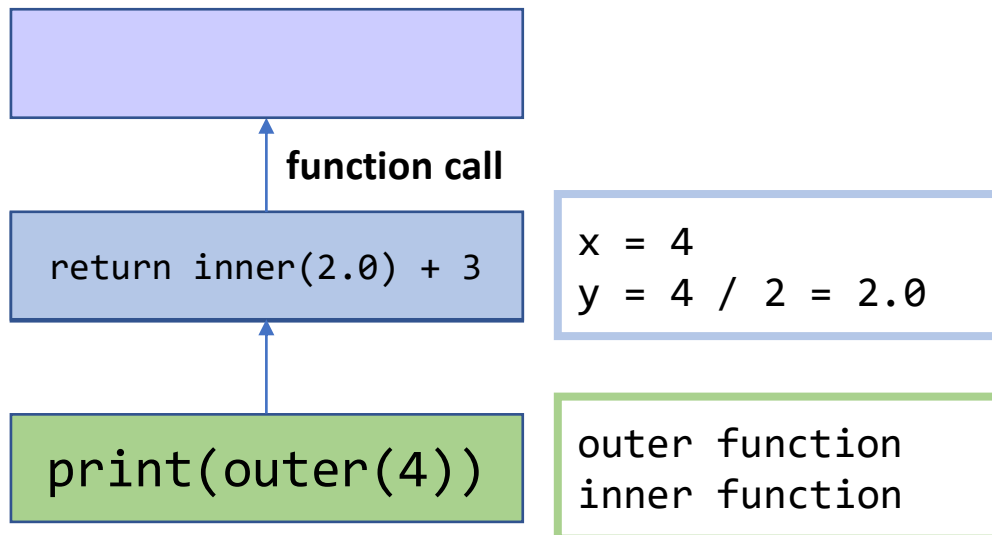 function call
return inner(2.0) + 3
x = 4
y = 4 / 2 = 2.0
print(outer(4))
outer function
inner function